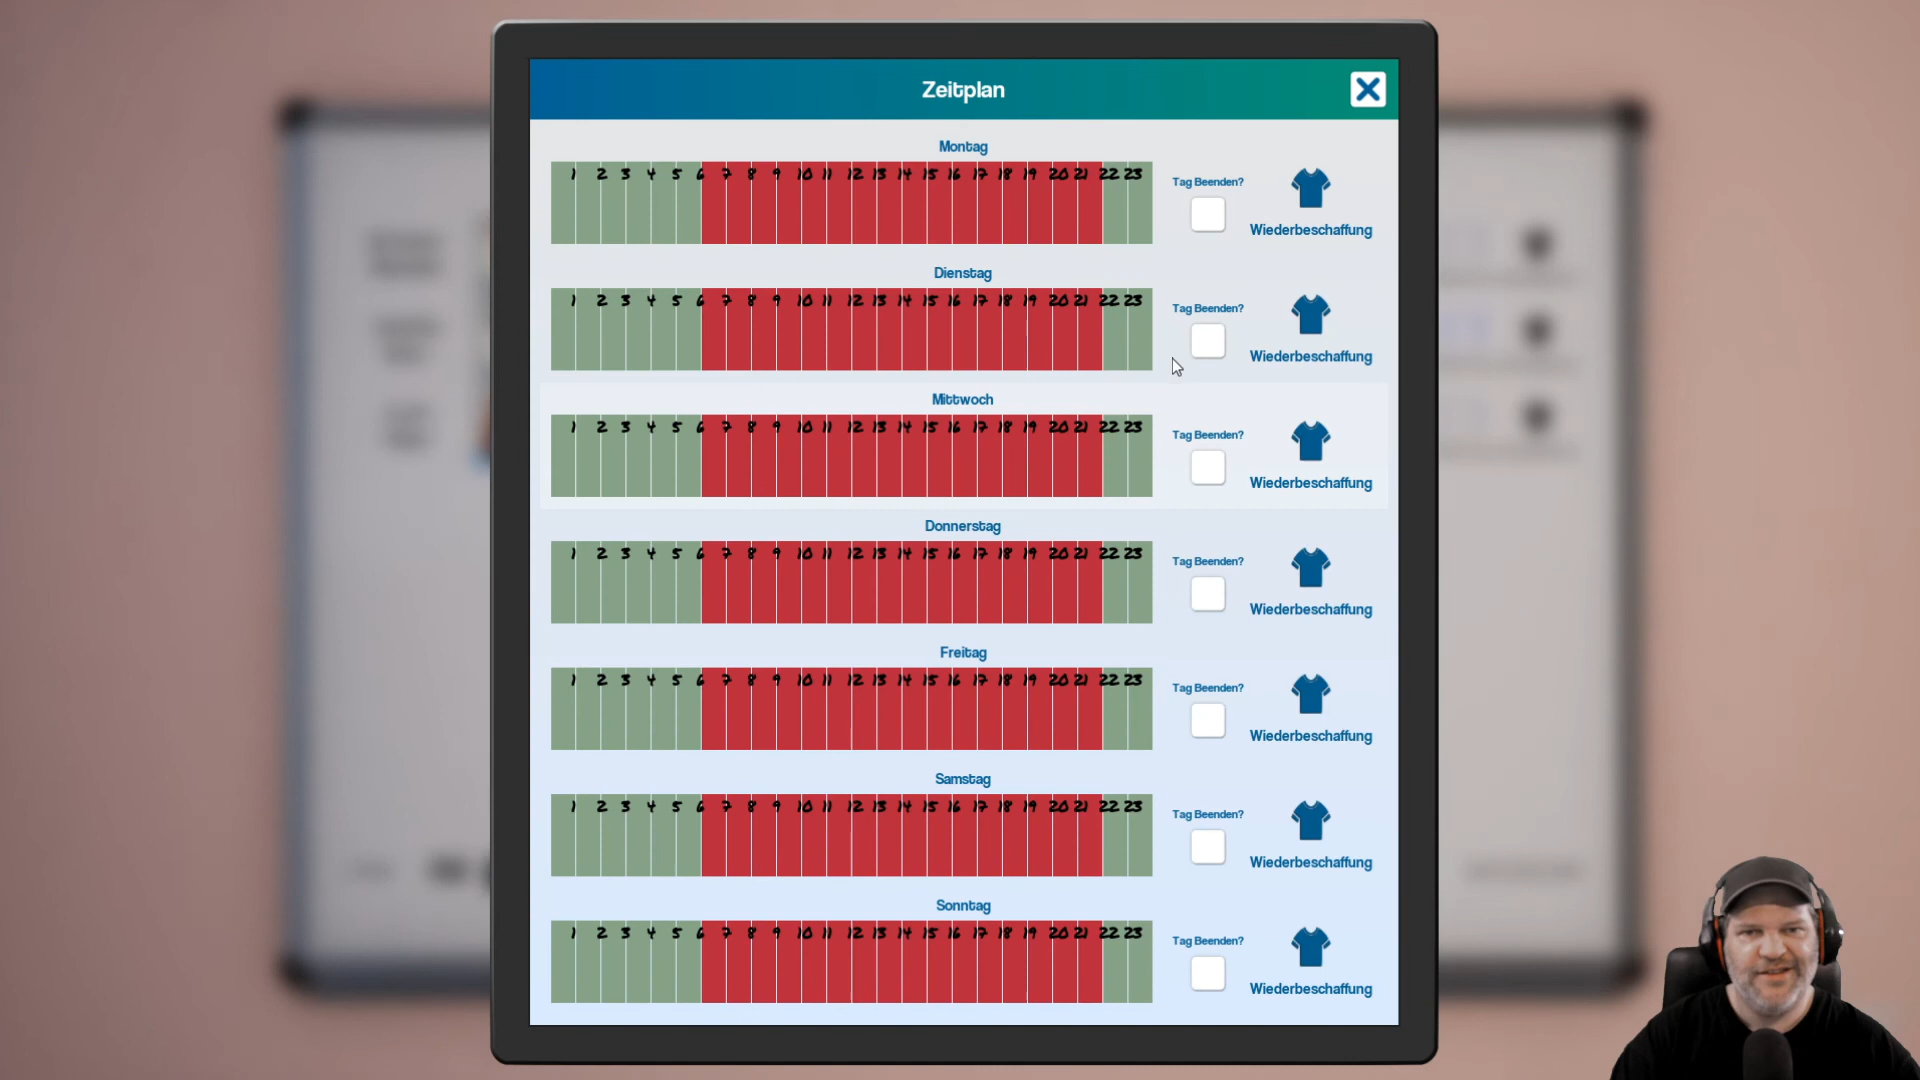 Zeitplan
Montag
1 2 3 4 5 6 7 8 9 10 11 12 13 14 15 16 17 18 19 20 21 22 23
Tag Beenden?
Wiederbeschaffung
Dienstag
1 2 3 4 5 6 7 8 9 10 11 12 13 14 15 16 17 18 19 20 21 22 23
Tag Beenden?
Wiederbeschaffung
Mittwoch
1 2 3 4 5 6 7 8 9 10 11 12 13 14 15 16 17 18 19 20 21 22 23
Tag Beenden?
Wiederbeschaffung
Donnerstag
1 2 3 4 5 6 7 8 9 10 11 12 13 14 15 16 17 18 19 20 21 22 23
Tag Beenden?
Wiederbeschaffung
Freitag
1 2 3 4 5 6 7 8 9 10 11 12 13 14 15 16 17 18 19 20 21 22 23
Tag Beenden?
Wiederbeschaffung
Samstag
1 2 3 4 5 6 7 8 9 10 11 12 13 14 15 16 17 18 19 20 21 22 23
Tag Beenden?
Wiederbeschaffung
Sonntag
1 2 3 4 5 6 7 8 9 10 11 12 13 14 15 16 17 18 19 20 21 22 23
Tag Beenden?
Wiederbeschaffung